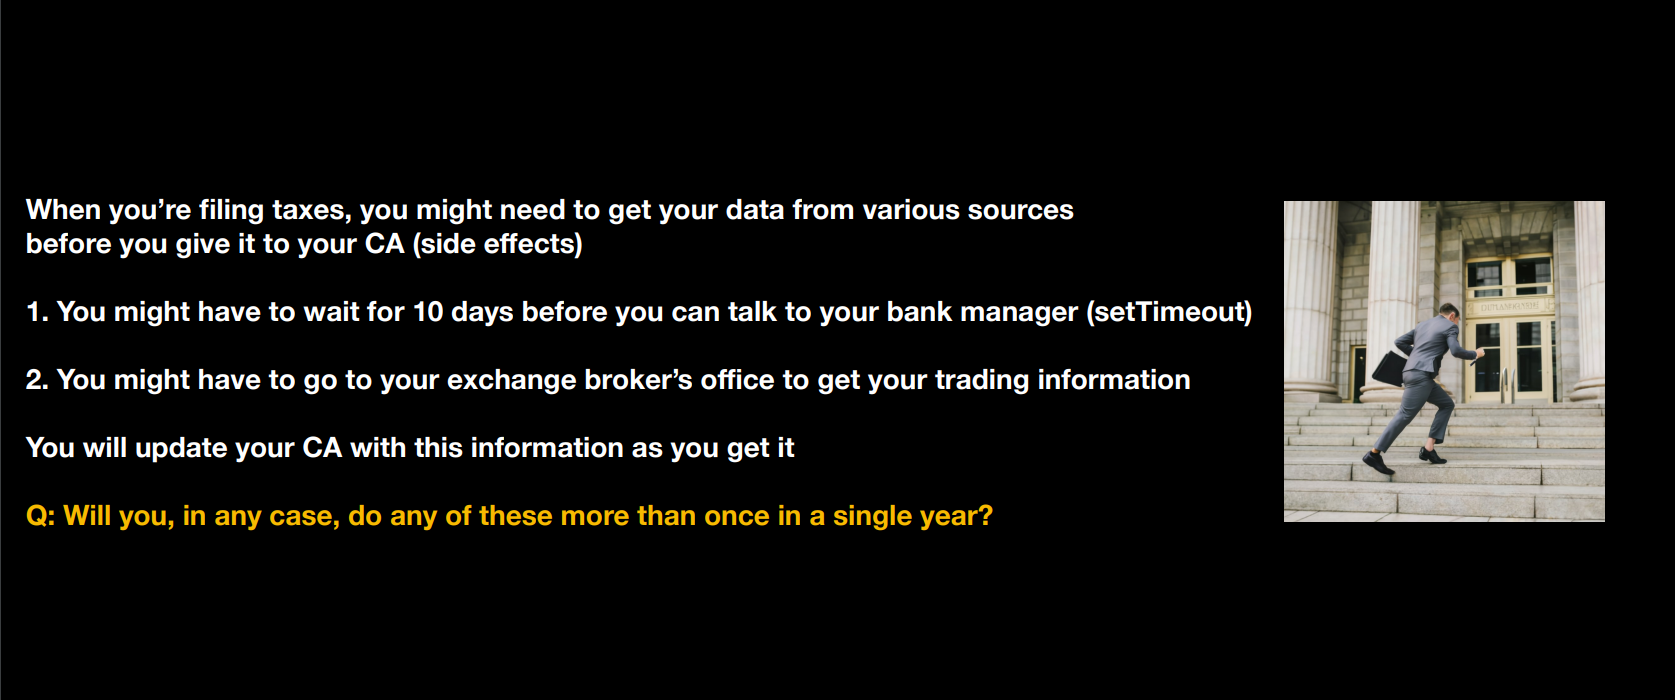 When you’re filing taxes, you might need to get your data from various sources
before you give it to your CA (side effects)
1. You might have to wait for 10 days before you can talk to your bank manager (setTimeout)
2. You might have to go to your exchange broker’s office to get your trading information
You will update your CA with this information as you get it
Q: Will you, in any case, do any of these more than once in a single year?